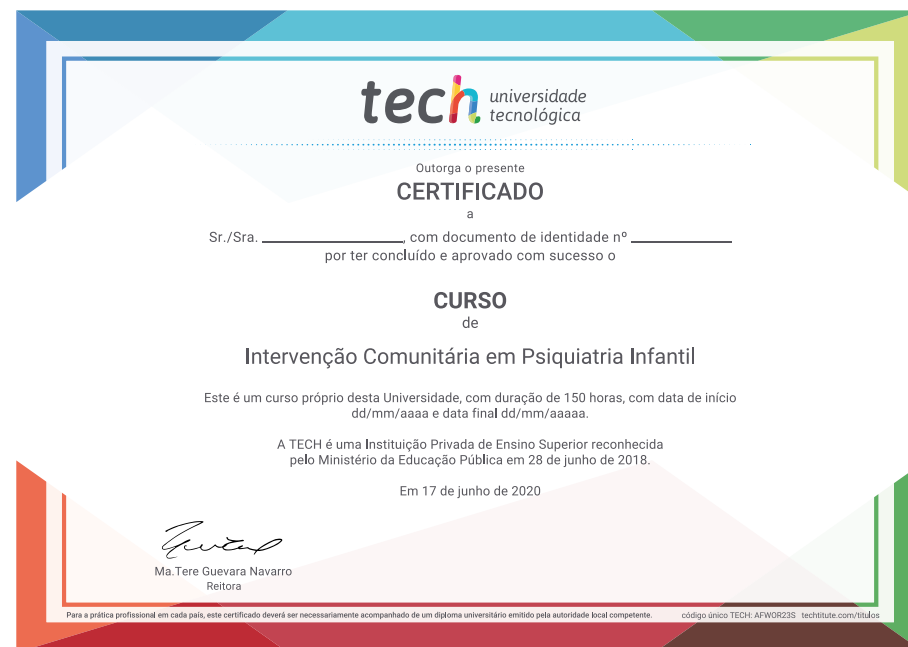 tech universidade
tecnológica
Outorga o presente
CERTIFICADO
a
Sr./Sra. ____________, com documento de identidade nº ____________
por ter concluído e aprovado com sucesso o
CURSO
de
Intervenção Comunitária em Psiquiatria Infantil
Este é um curso próprio desta Universidade, com duração de 150 horas, com data de início
dd/mm/aaaa e data final dd/mm/aaaaa.
A TECH é uma Instituição Privada de Ensino Superior reconhecida
pelo Ministério da Educação Pública em 28 de junho de 2018.
Em 17 de junho de 2020
Ma.Tere Guevara Navarro
Reitora
Para a prática profissional em cada país, este certificado deverá ser necessariamente acompanhado de um diploma universitário emitido pela autoridade local competente. código único TECH: AFWOR23S techtitute.com/titulos